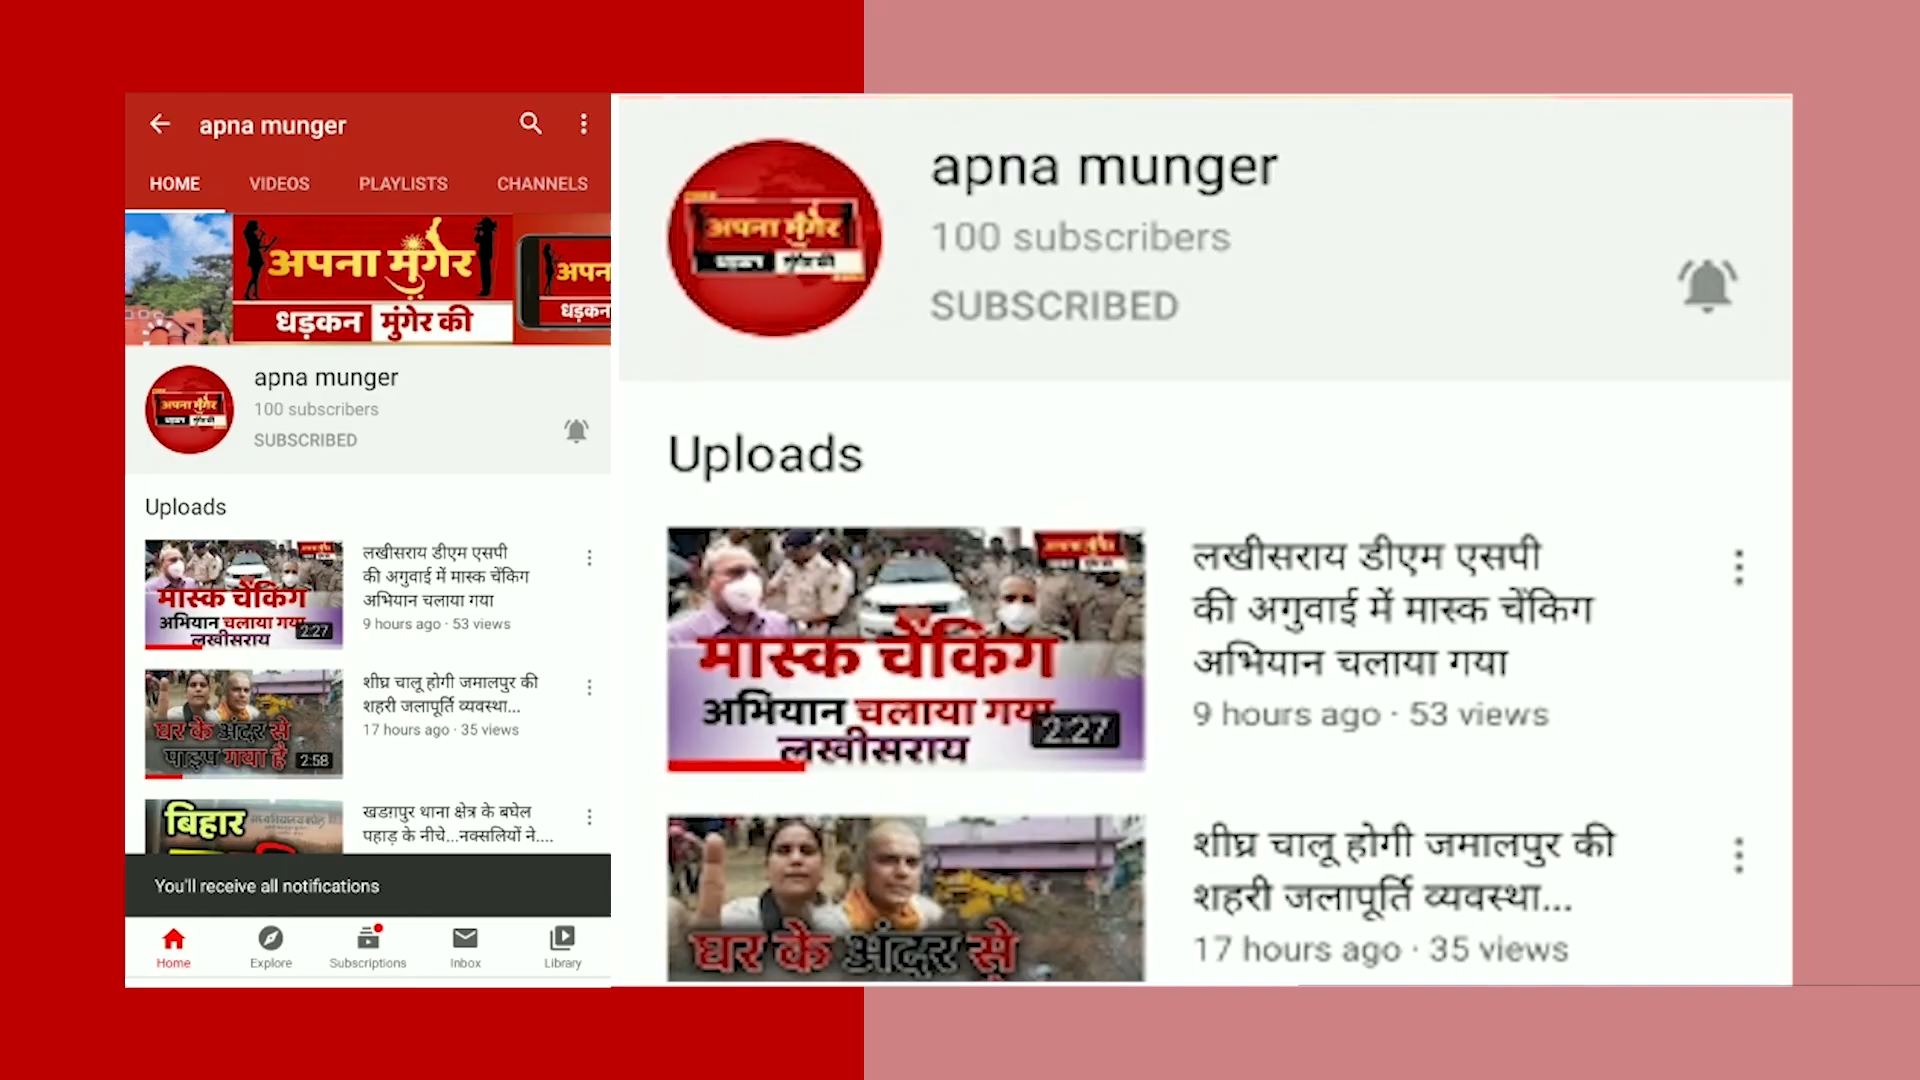 apna munger
HOME VIDEOS PLAYLISTS CHANNELS
अपना मुंगेर
धड़कन मुंगेर की
अपन
धड़कन
apna munger
100 subscribers
SUBSCRIBED
अपना मुंगेर
Uploads
मास्क चेंकिंग
अभियान चलाया गया
लखीसराय
2:27
लखीसराय डीएम एसपी
की अगुवाई में मास्क चेंकिग
अभियान चलाया गया
9 hours ago · 53 views
घर के अंदर से
पाइप गया है
2:58
शीघ्र चालू होगी जमालपुर की
शहरी जलापूर्ति व्यवस्था...
17 hours ago · 35 views
बिहार
खडग़पुर थाना क्षेत्र के बघेल
पहाड़ के नीचे...नक्सलियों ने....
You'll receive all notifications
Home Explore Subscriptions Inbox Library
अपना मुंगेर
धड़कन मुंगेर की
apna munger
100 subscribers
SUBSCRIBED
Uploads
मास्क चेंकिंग
अभियान चलाया गया
लखीसराय
2:27
लखीसराय डीएम एसपी
की अगुवाई में मास्क चेंकिग
अभियान चलाया गया
9 hours ago · 53 views
घर के अंदर से
शीघ्र चालू होगी जमालपुर की
शहरी जलापूर्ति व्यवस्था...
17 hours ago · 35 views